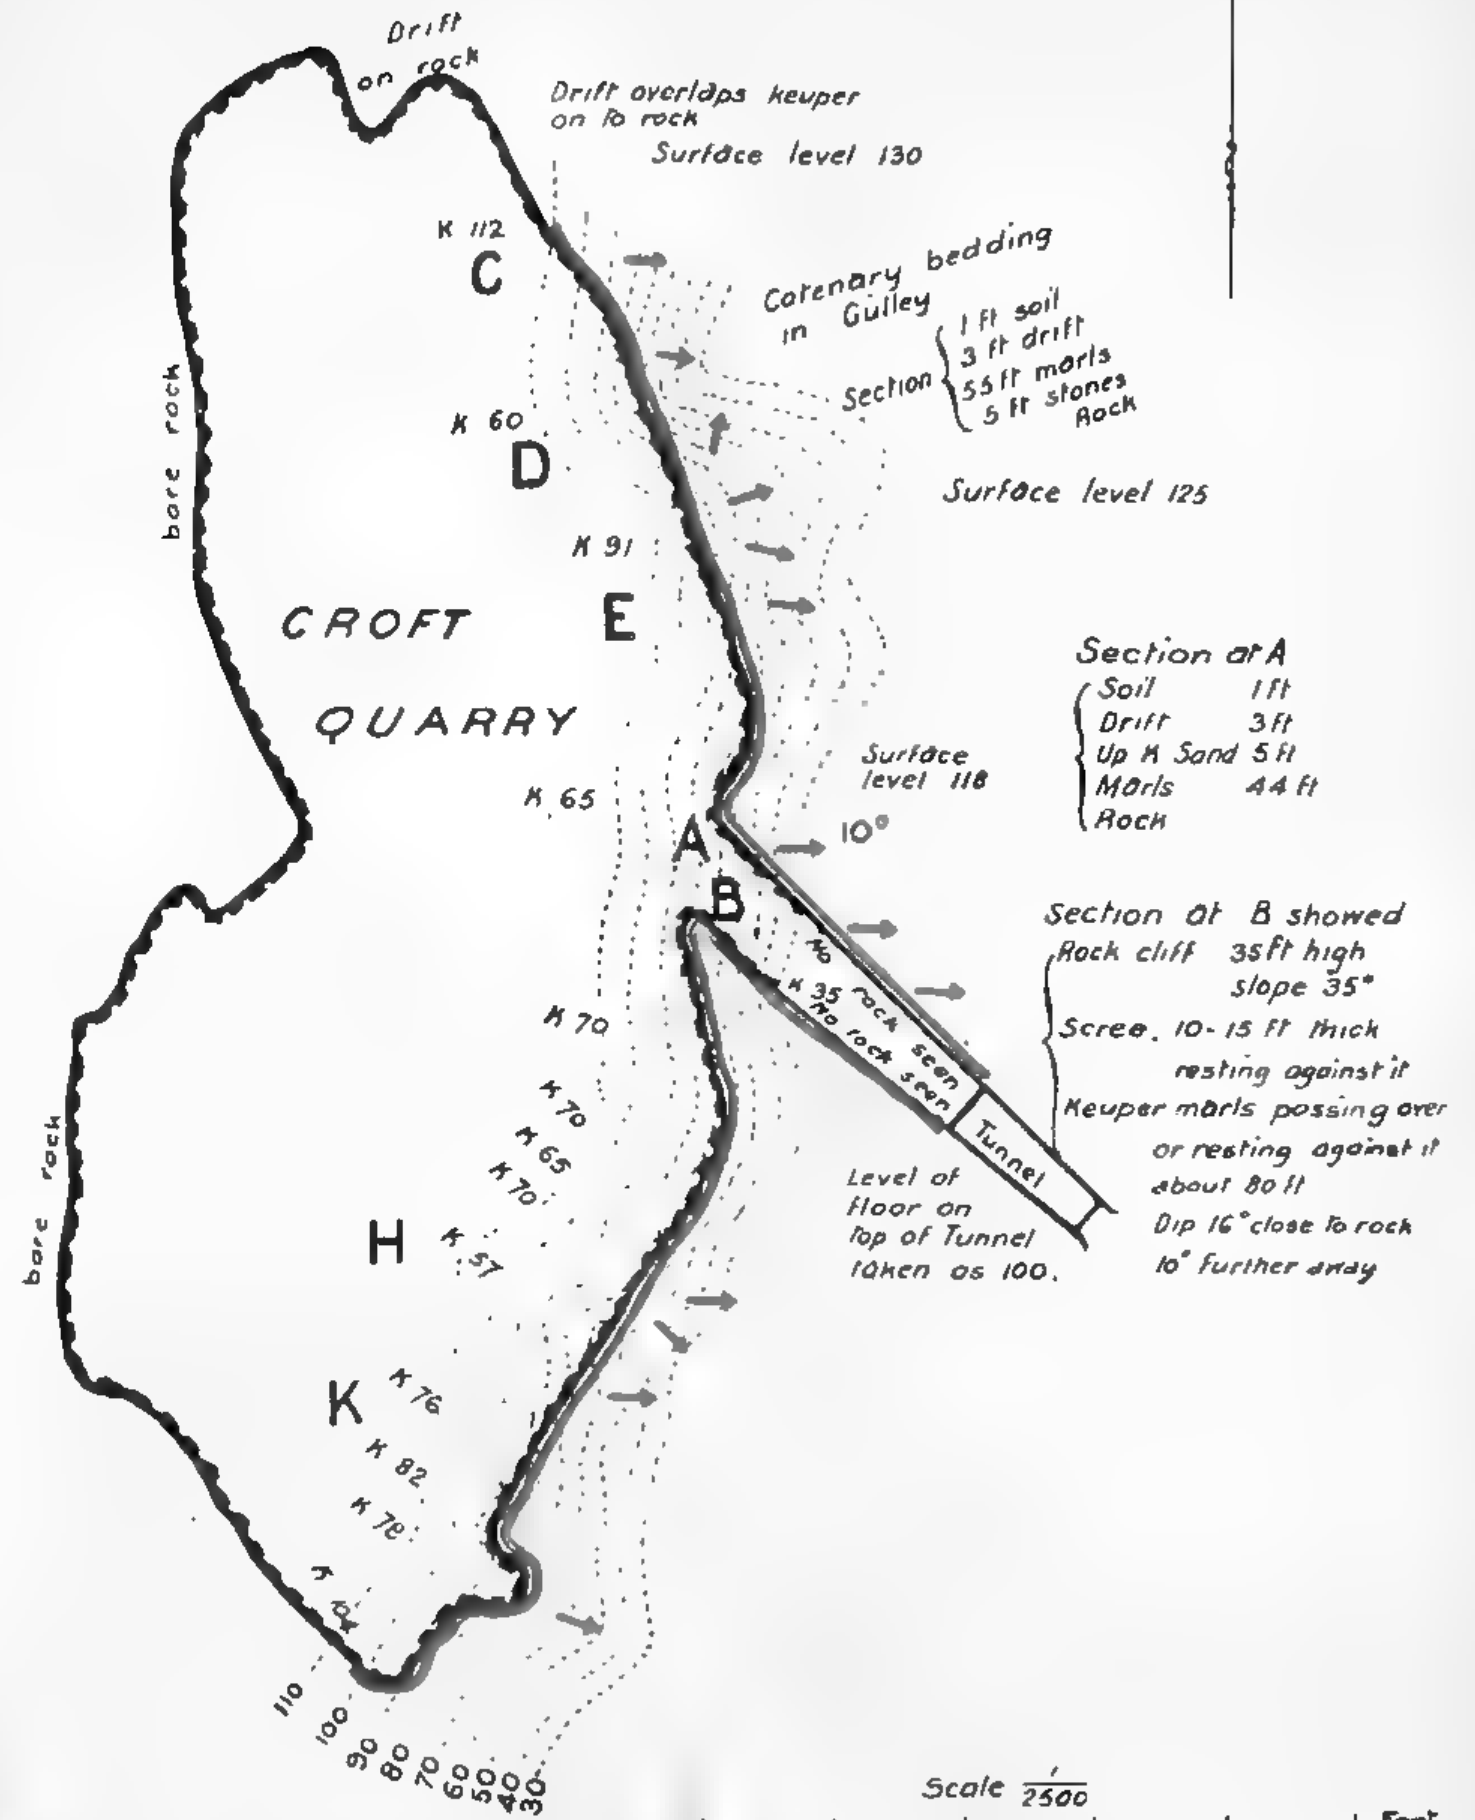 Drift
on rock
Drift overlaps keuper
on to rock
Surface level 130
K 112
C
Catenary bedding
in Gulley
Section
1 ft soil
3 ft drift
55 ft marls
5 ft stones
Rock
bare rock
K 60
D
Surface level 125
K 91
E
CROFT
QUARRY
Section at A
Soil 1 ft
Drift 3 ft
Up K Sand 5 ft
Marls 44 ft
Rock
Surface
level 118
K 65
A
10°
B
No rock seen
K 35
No rock seen
Tunnel
Section at B showed
Rock cliff 35 ft high
slope 35°
Scree. 10-15 ft thick
resting against it
Keuper marls passing over
or resting against it
about 80 ft
Dip 16° close to rock
10° further away
K 70
K 70
K 65
K 70
bare rock
Level of
floor on
top of Tunnel
taken as 100.
H
K 57
K
K 76
K 82
K 78
110
100
90
80
70
60
50
40
30
Scale 1/2500
Feet